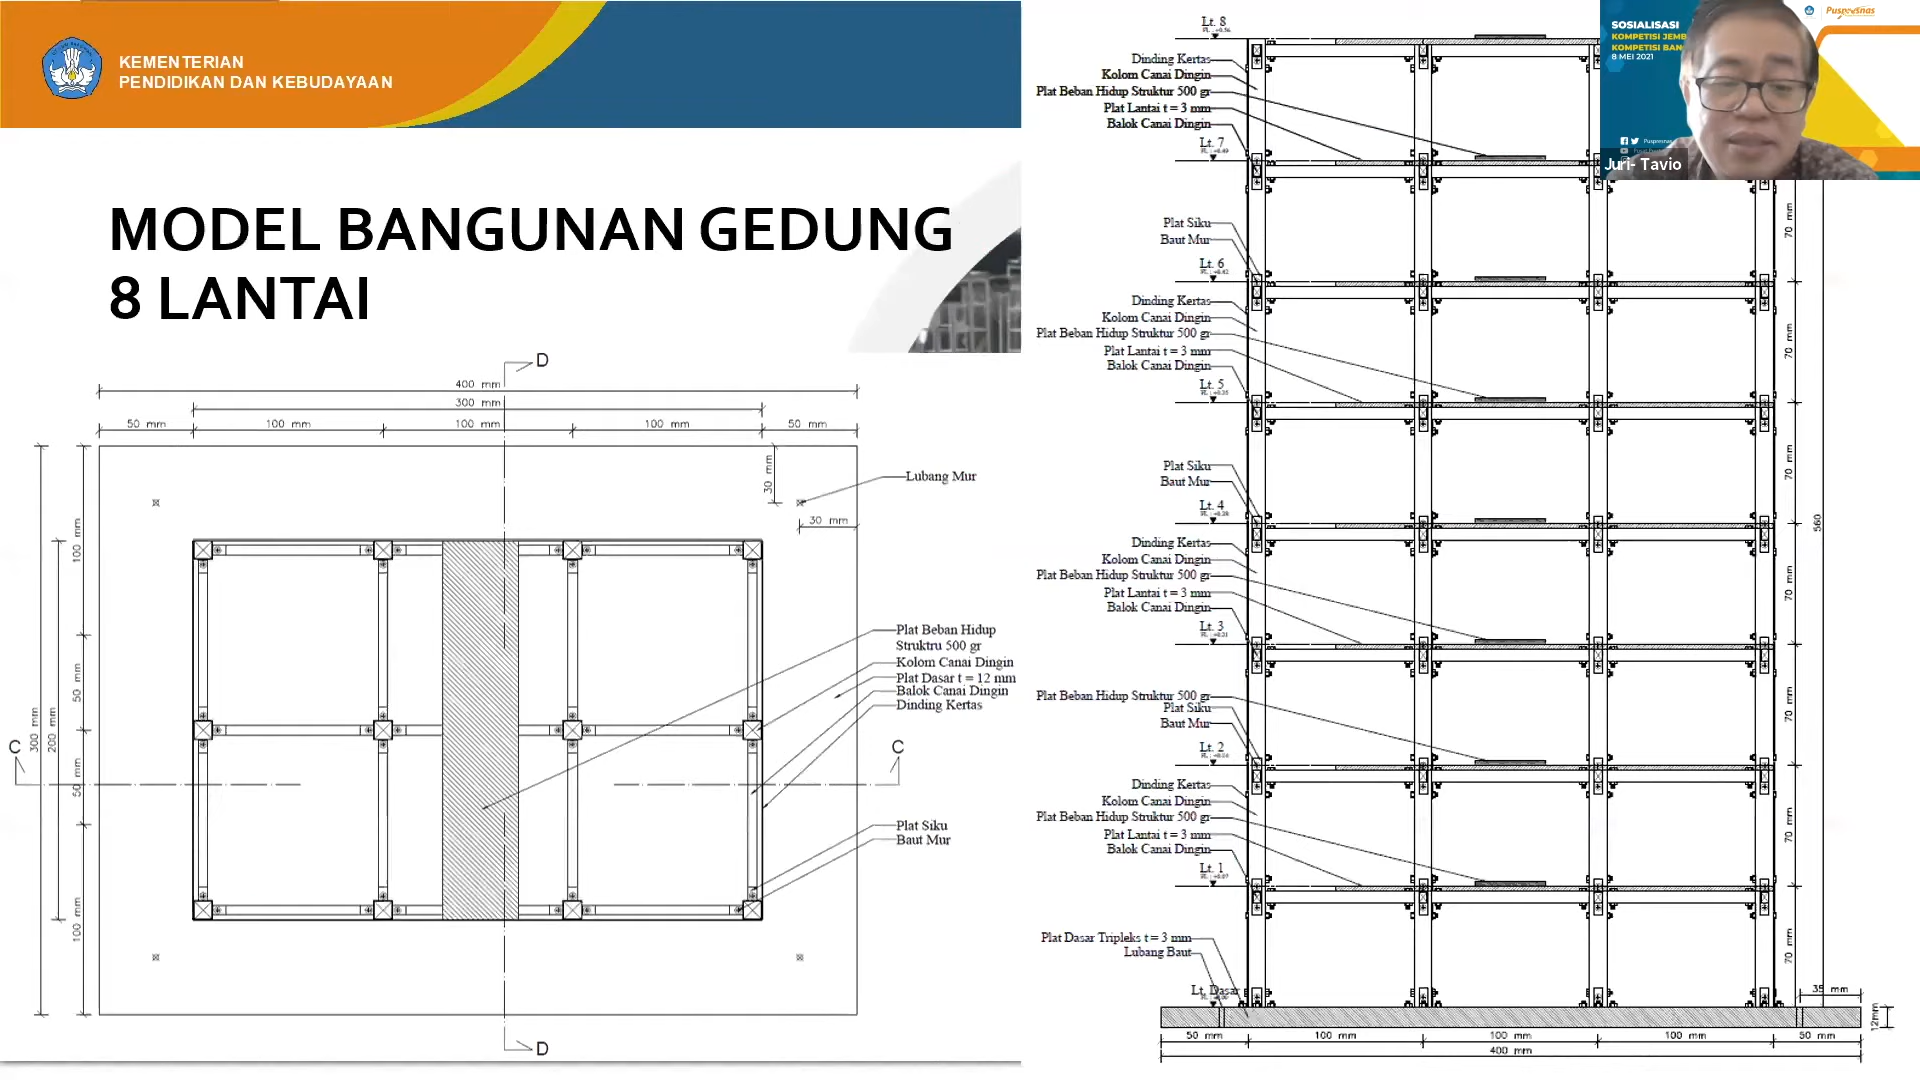 KEMENTERIAN
PENDIDIKAN DAN KEBUDAYAAN
MODEL BANGUNAN GEDUNG
8 LANTAI
D
400 mm
300 mm
50 mm
100 mm
100 mm
100 mm
50 mm
30 mm
Lubang Mur
30 mm
100 mm
50 mm
300 mm
200 mm
50 mm
100 mm
C
C
Plat Beban Hidup
Struktru 500 gr
Kolom Canai Dingin
Plat Dasar t = 12 mm
Balok Canai Dingin
Dinding Kertas
Plat Siku
Baut Mur
D
Lt. 8
Dinding Kertas
Kolom Canai Dingin
Plat Beban Hidup Struktur 500 gr
Plat Lantai t = 3 mm
Balok Canai Dingin
Lt. 7
Plat Siku
Baut Mur
Lt. 6
Dinding Kertas
Kolom Canai Dingin
Plat Beban Hidup Struktur 500 gr
Plat Lantai t = 3 mm
Balok Canai Dingin
Lt. 5
Plat Siku
Baut Mur
Lt. 4
Dinding Kertas
Kolom Canai Dingin
Plat Beban Hidup Struktur 500 gr
Plat Lantai t = 3 mm
Balok Canai Dingin
Lt. 3
Plat Beban Hidup Struktur 500 gr
Plat Siku
Baut Mur
Lt. 2
Dinding Kertas
Kolom Canai Dingin
Plat Beban Hidup Struktur 500 gr
Plat Lantai t = 3 mm
Balok Canai Dingin
Lt. 1
Plat Dasar Tripleks t = 3 mm
Lubang Baut
Lt. Dasar
70 mm
70 mm
70 mm
70 mm
70 mm
70 mm
70 mm
560
35 mm
12mm
50 mm
100 mm
100 mm
100 mm
50 mm
400 mm
SOSIALISASI
KOMPETISI JEMB
KOMPETISI BAN
8 MEI 2021
Puspresnas
Juri- Tavio